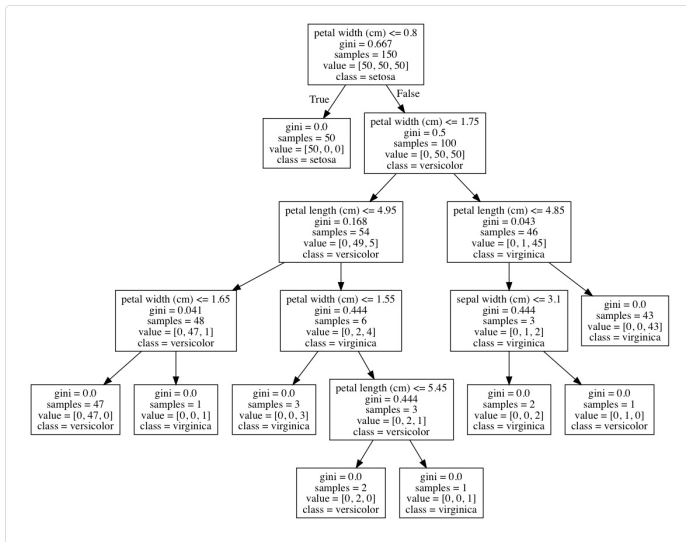 petal width (cm) <= 0.8
gini = 0.667
samples = 150
value = [50, 50, 50]
class = setosa
True
False
gini = 0.0
samples = 50
value = [50, 0, 0]
class = setosa
petal width (cm) <= 1.75
gini = 0.5
samples = 100
value = [0, 50, 50]
class = versicolor
petal length (cm) <= 4.95
gini = 0.168
samples = 54
value = [0, 49, 5]
class = versicolor
petal length (cm) <= 4.85
gini = 0.043
samples = 46
value = [0, 1, 45]
class = virginica
petal width (cm) <= 1.65
gini = 0.041
samples = 48
value = [0, 47, 1]
class = versicolor
petal width (cm) <= 1.55
gini = 0.444
samples = 6
value = [0, 2, 4]
class = virginica
sepal width (cm) <= 3.1
gini = 0.444
samples = 3
value = [0, 1, 2]
class = virginica
gini = 0.0
samples = 43
value = [0, 0, 43]
class = virginica
gini = 0.0
samples = 47
value = [0, 47, 0]
class = versicolor
gini = 0.0
samples = 1
value = [0, 0, 1]
class = virginica
gini = 0.0
samples = 3
value = [0, 0, 3]
class = virginica
petal length (cm) <= 5.45
gini = 0.444
samples = 3
value = [0, 2, 1]
class = versicolor
gini = 0.0
samples = 2
value = [0, 0, 2]
class = virginica
gini = 0.0
samples = 1
value = [0, 1, 0]
class = versicolor
gini = 0.0
samples = 2
value = [0, 2, 0]
class = versicolor
gini = 0.0
samples = 1
value = [0, 0, 1]
class = virginica